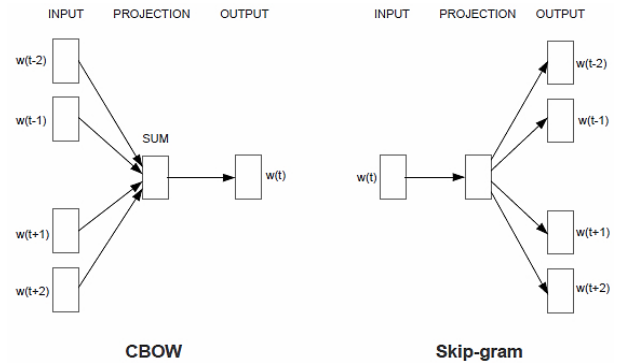 INPUT PROJECTION OUTPUT
w(t-2)
w(t-1)
SUM
w(t)
w(t+1)
w(t+2)
CBOW
INPUT PROJECTION OUTPUT
w(t-2)
w(t-1)
w(t)
w(t+1)
w(t+2)
Skip-gram